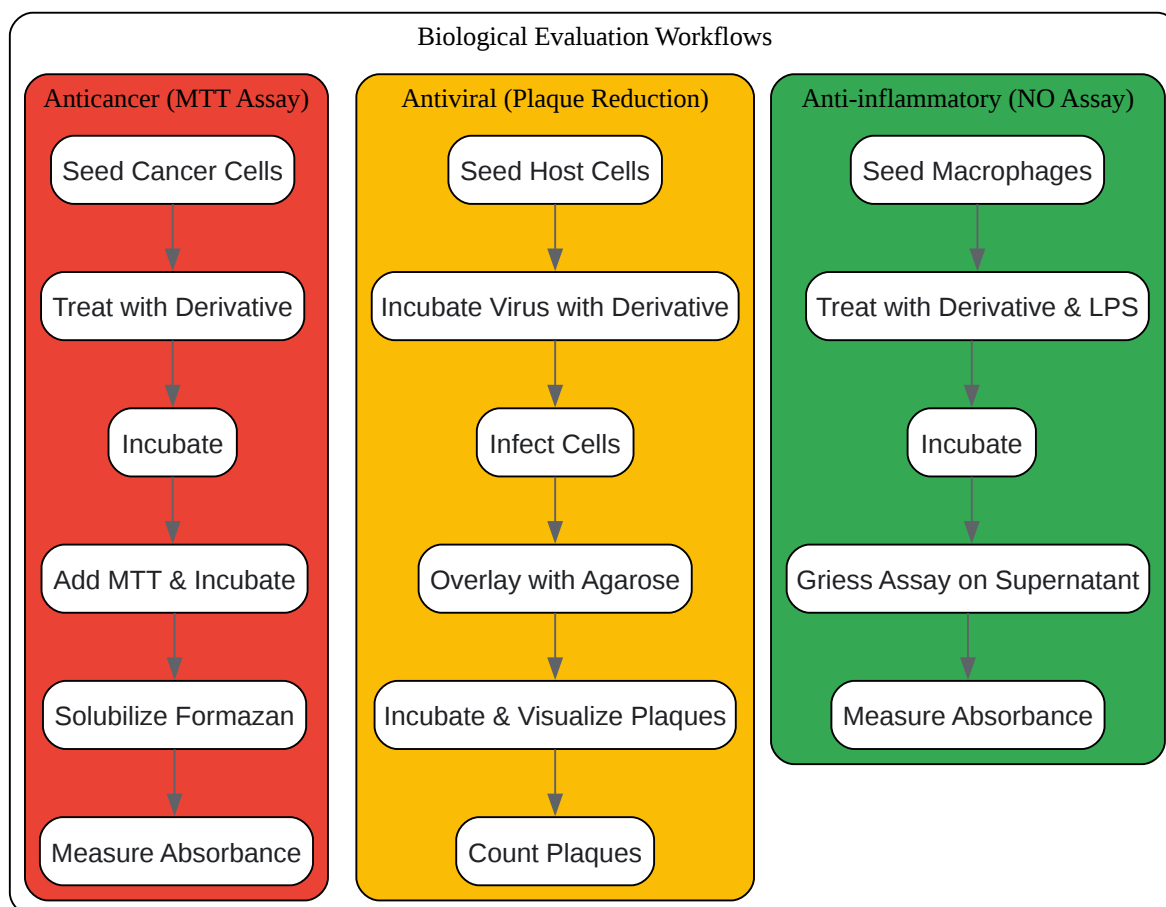 Biological Evaluation Workflows
Anticancer (MTT Assay)
Seed Cancer Cells
Treat with Derivative
Incubate
Add MTT & Incubate
Solubilize Formazan
Measure Absorbance
Antiviral (Plaque Reduction)
Seed Host Cells
Incubate Virus with Derivative
Infect Cells
Overlay with Agarose
Incubate & Visualize Plaques
Count Plaques
Anti-inflammatory (NO Assay)
Seed Macrophages
Treat with Derivative & LPS
Incubate
Griess Assay on Supernatant
Measure Absorbance